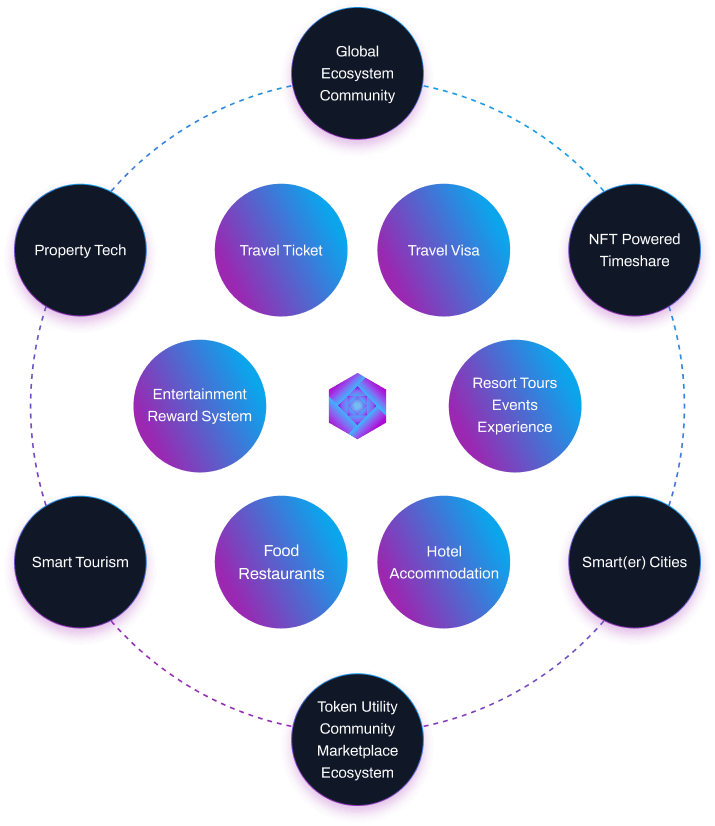 Global
Ecosystem
Community
Property Tech
Travel Ticket
Travel Visa
NFT Powered
Timeshare
Entertainment
Reward System
Resort Tours
Events
Experience
Smart Tourism
Food
Restaurants
Hotel
Accommodation
Smart(er) Cities
Token Utility
Community
Marketplace
Ecosystem